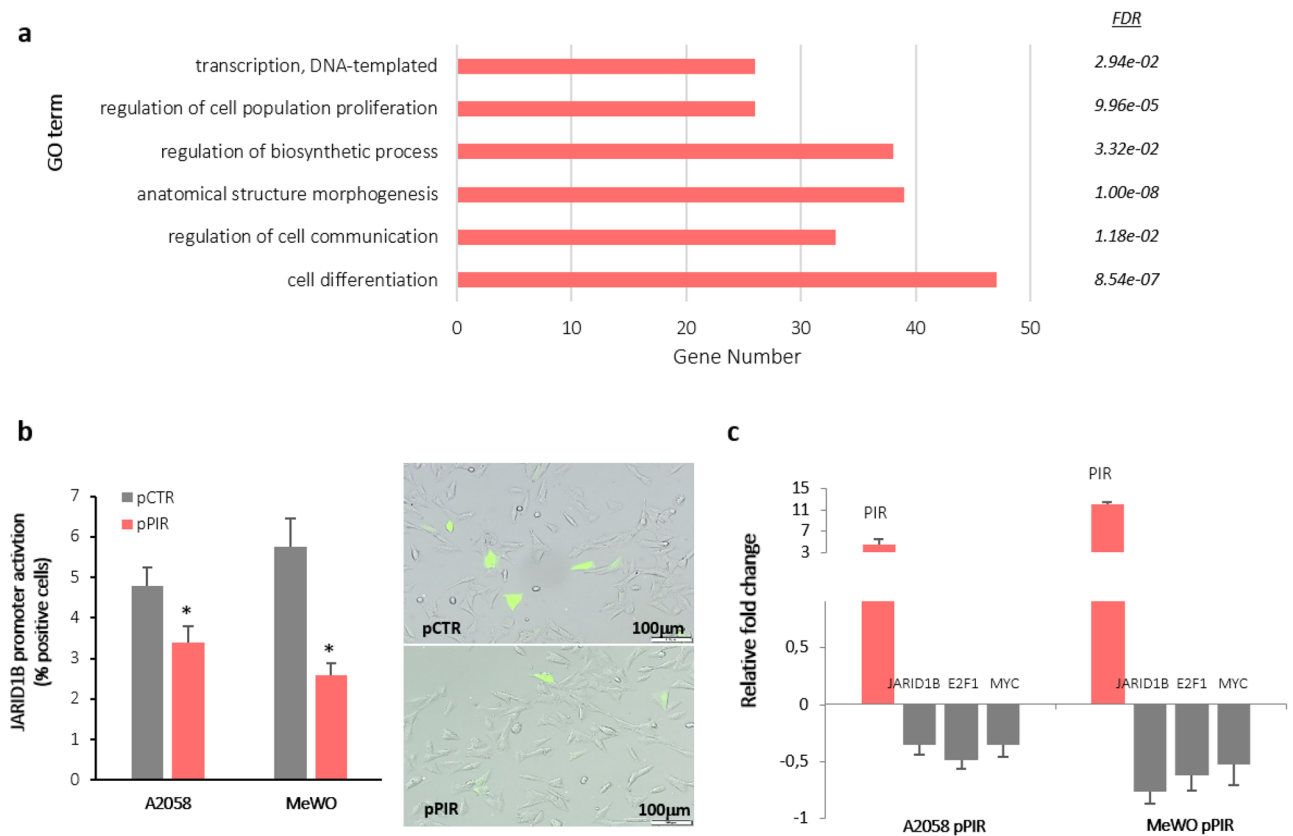 a
FDR
GO term
transcription, DNA-templated 2.94e-02
regulation of cell population proliferation 9.96e-05
regulation of biosynthetic process 3.32e-02
anatomical structure morphogenesis 1.00e-08
regulation of cell communication 1.18e-02
cell differentiation 8.54e-07
0 10 20 30 40 50
Gene Number
b
JARID1B promoter activtion
(% positive cells)
7
6
5
4
3
2
1
0
pCTR
pPIR
*
*
A2058 MeWO
pCTR 100µm
pPIR 100µm
c
Relative fold change
15
11
7
3
0,5
0
-0,5
-1
PIR
JARID1B E2F1 MYC
PIR
JARID1B E2F1 MYC
A2058 pPIR MeWO pPIR